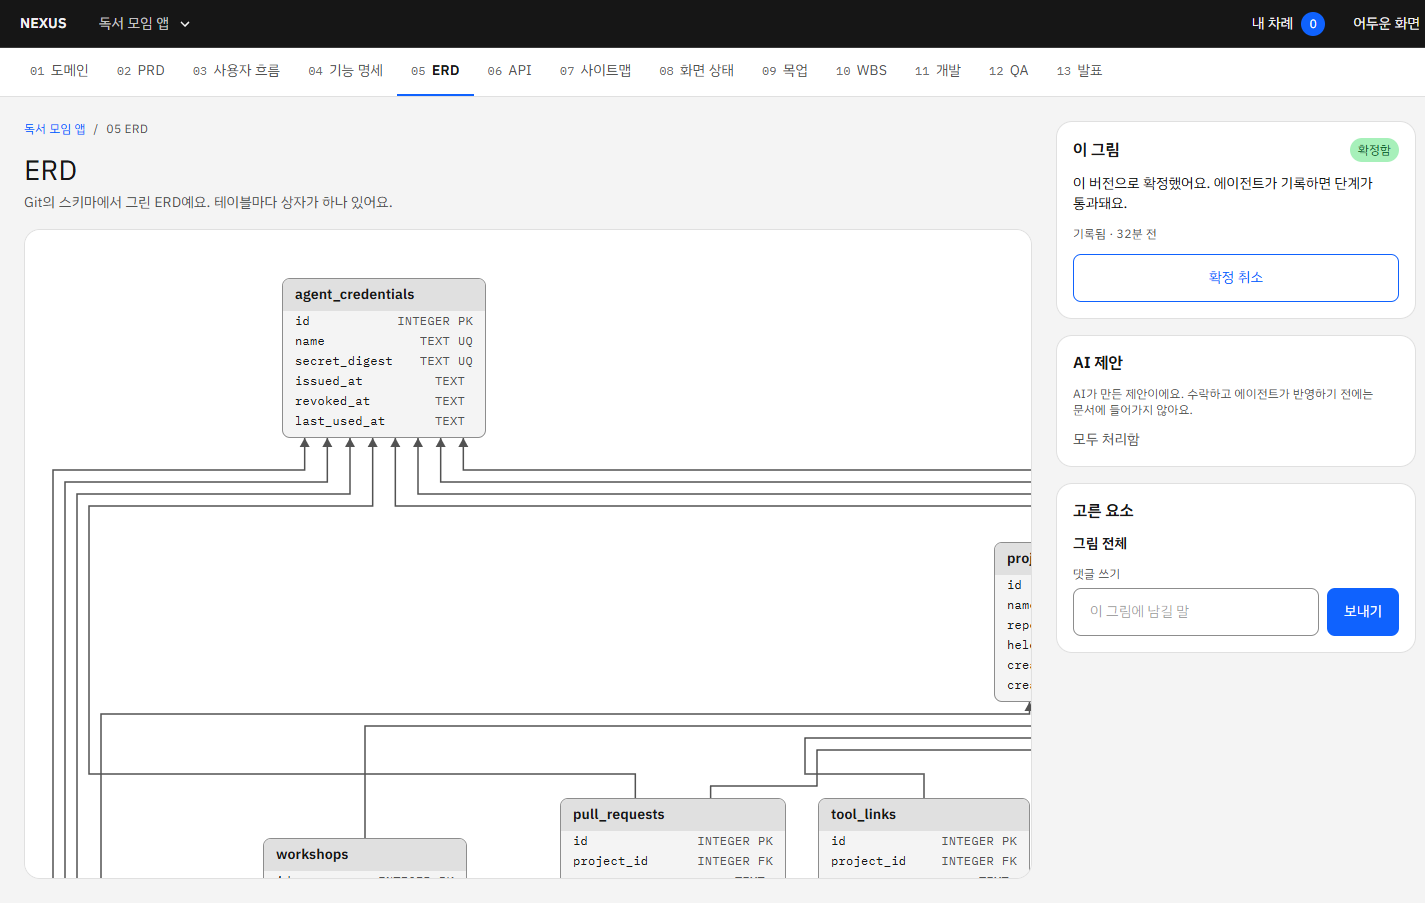 NEXUS 독서 모임 앱 내 차례 0 어두운 화면
01 도메인 02 PRD 03 사용자 흐름 04 기능 명세 05 ERD 06 API 07 사이트맵 08 화면 상태 09 목업 10 WBS 11 개발 12 QA 13 발표
독서 모임 앱 / 05 ERD
ERD
Git의 스키마에서 그린 ERD예요. 테이블마다 상자가 하나 있어요.
agent_credentials
id INTEGER PK
name TEXT UQ
secret_digest TEXT UQ
issued_at TEXT
revoked_at TEXT
last_used_at TEXT
id
pull_requests
id INTEGER PK
project_id INTEGER FK
tool_links
id INTEGER PK
project_id INTEGER FK
workshops
이 그림 확정함
이 버전으로 확정했어요. 에이전트가 기록하면 단계가
통과돼요.
기록됨 · 32분 전
확정 취소
AI 제안
AI가 만든 제안이에요. 수락하고 에이전트가 반영하기 전에는
문서에 들어가지 않아요.
모두 처리함
고른 요소
그림 전체
댓글 쓰기
이 그림에 남길 말 보내기